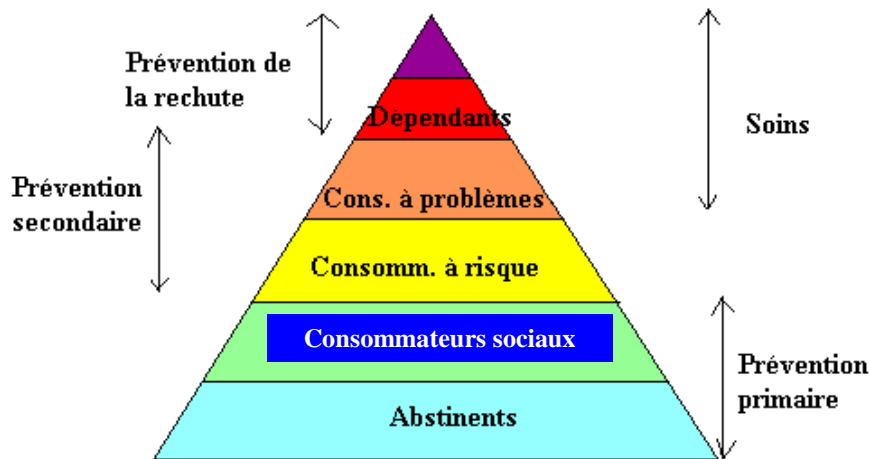 Prévention de
la rechute
Dépendants
Soins
Prévention
secondaire
Cons. à problèmes
Consomm. à risque
Consommateurs sociaux
Prévention
primaire
Abstinents